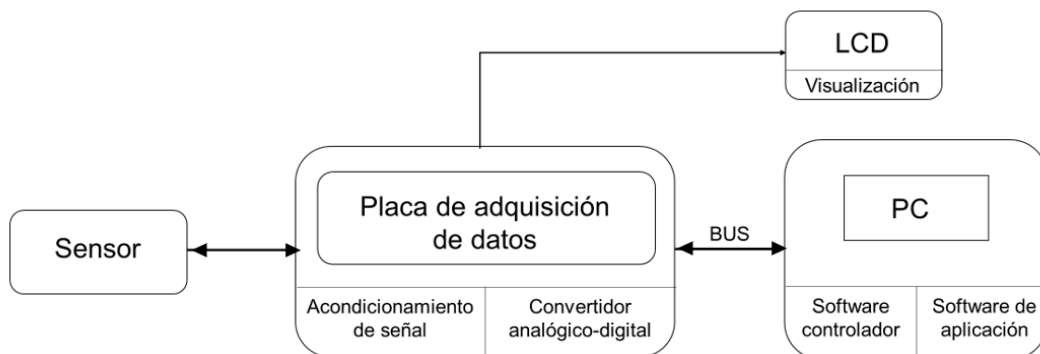 LCD
Visualización
Placa de adquisición
de datos
Sensor
BUS
PC
Acondicionamiento
de señal
Convertidor
analógico-digital
Software
controlador
Software de
aplicación